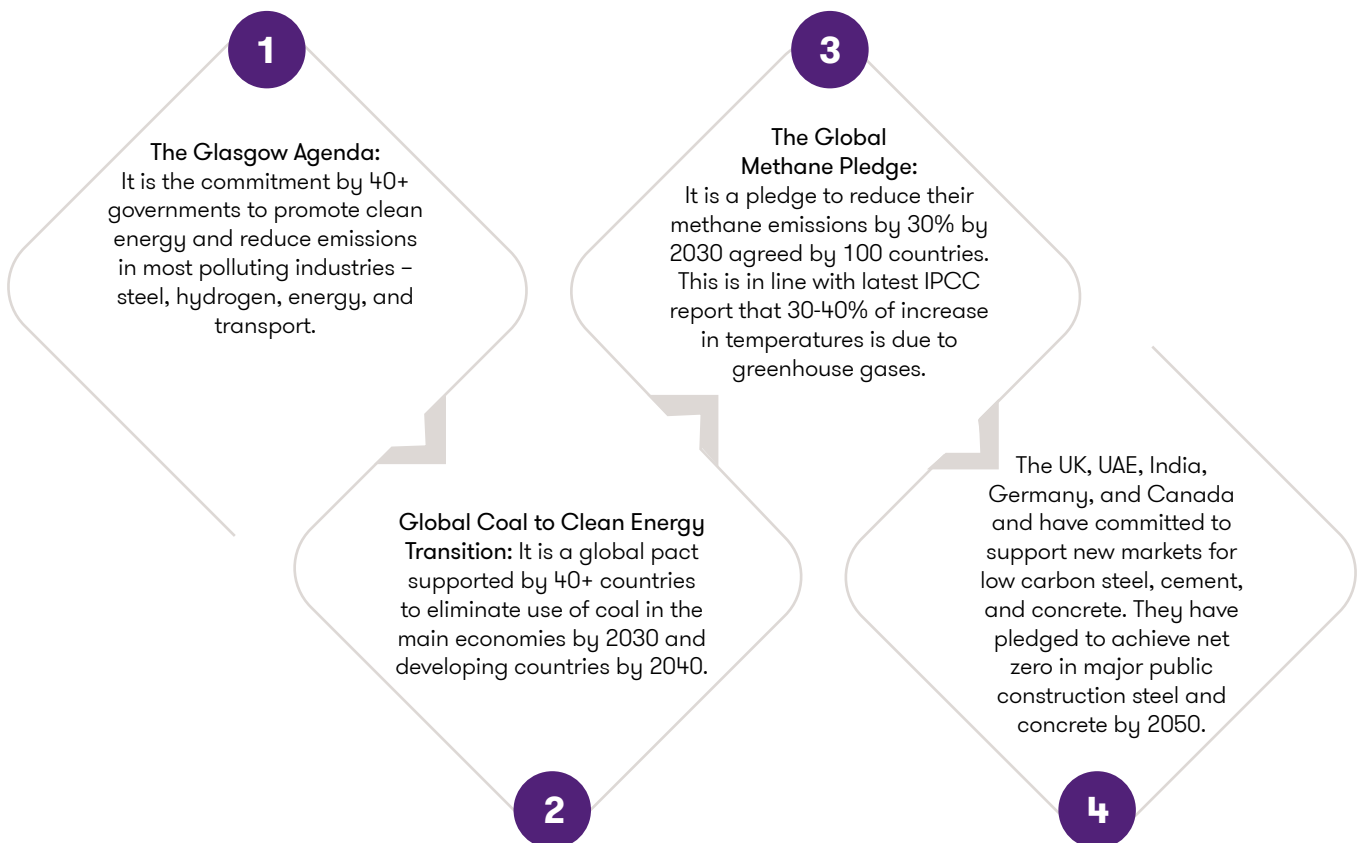 1
The Glasgow Agenda:
It is the commitment by 40+
governments to promote clean
energy and reduce emissions
in most polluting industries –
steel, hydrogen, energy, and
transport.
Global Coal to Clean Energy
Transition: It is a global pact
supported by 40+ countries
to eliminate use of coal in the
main economies by 2030 and
developing countries by 2040.
2
3
The Global
Methane Pledge:
It is a pledge to reduce their
methane emissions by 30% by
2030 agreed by 100 countries.
This is in line with latest IPCC
report that 30-40% of increase
in temperatures is due to
greenhouse gases.
The UK, UAE, India,
Germany, and Canada
and have committed to
support new markets for
low carbon steel, cement,
and concrete. They have
pledged to achieve net
zero in major public
construction steel and
concrete by 2050.
4